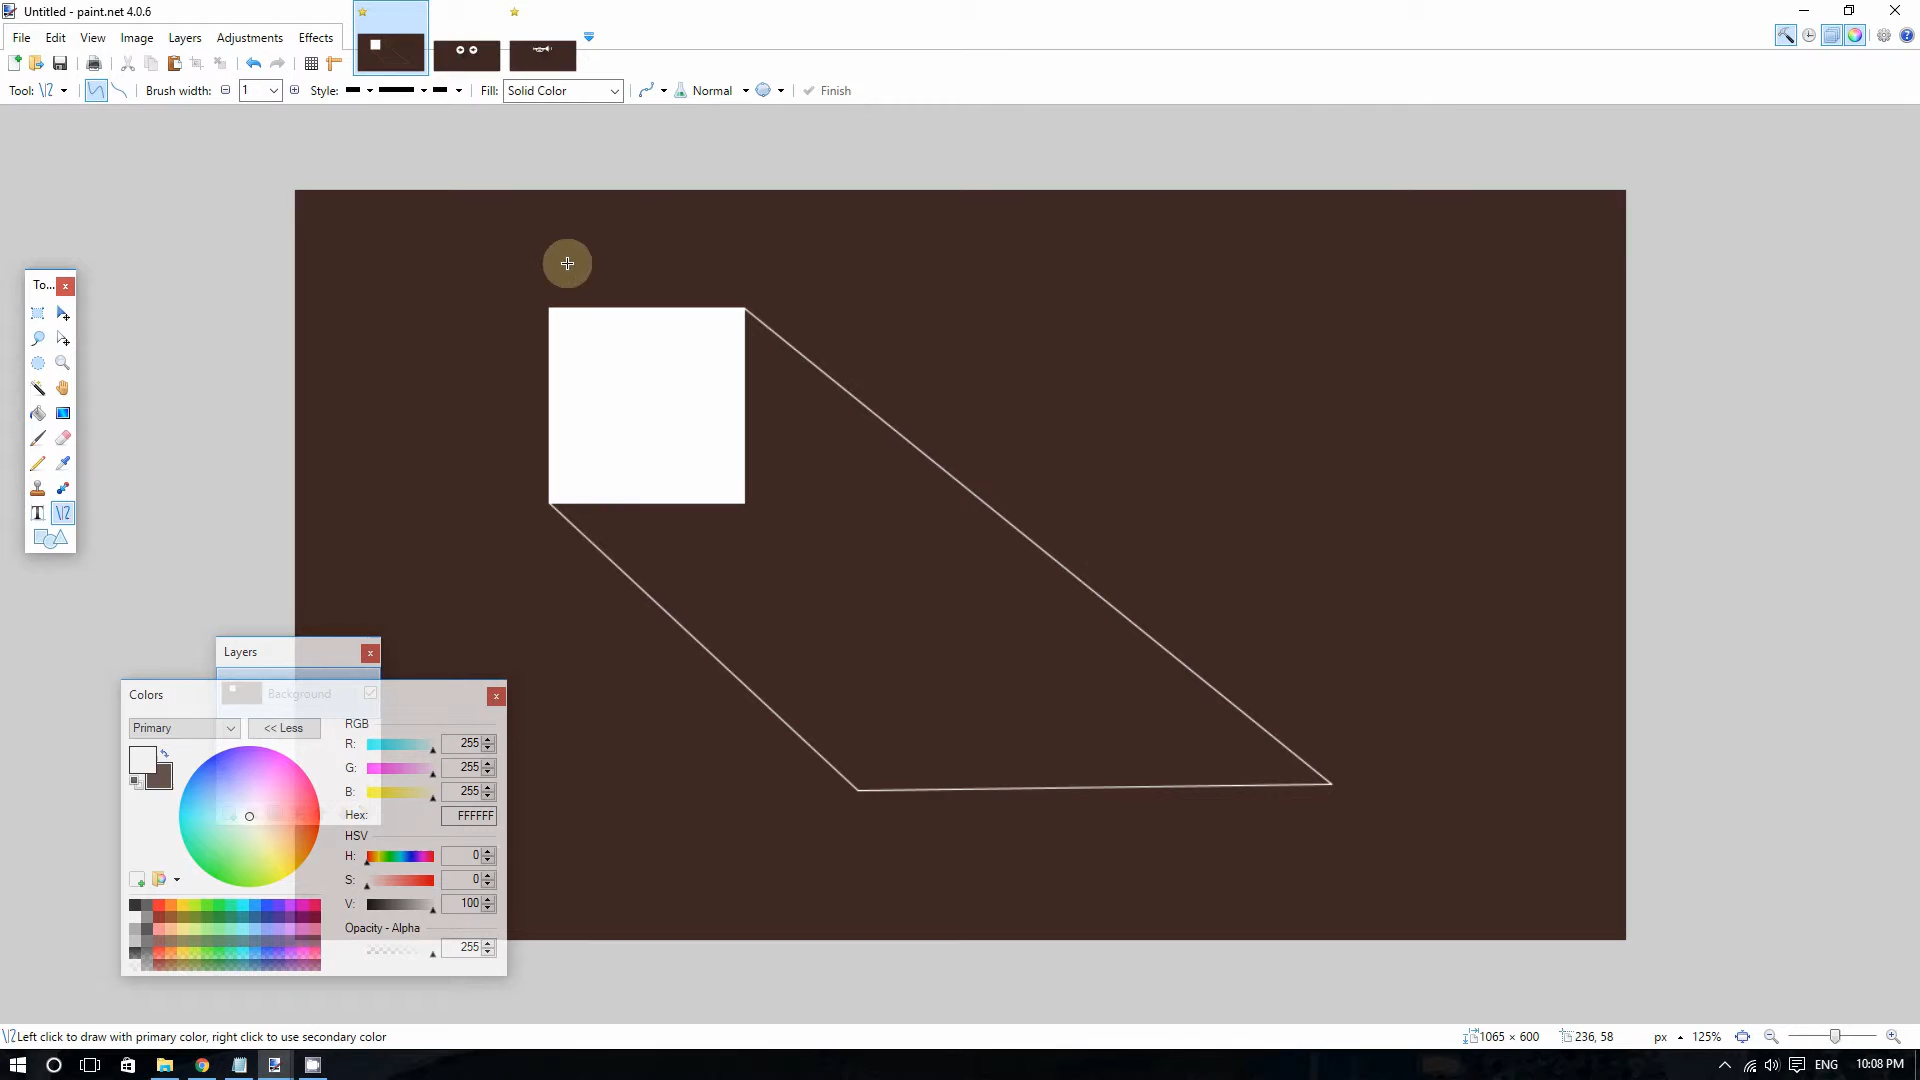 Untitled - paint.net 4.0.6
File Edit View Image Layers Adjustments Effects
Tool: Brush width: 1 Style: Fill: Solid Color Normal Finish
To...
Layers
Background
Colors
Primary << Less
RGB
R: 255
G: 255
B: 255
Hex: FFFFFF
HSV
H: 0
S: 0
V: 100
Opacity - Alpha
255
Left click to draw with primary color, right click to use secondary color 1065 × 600 236, 58 px 125%
ENG 10:08 PM